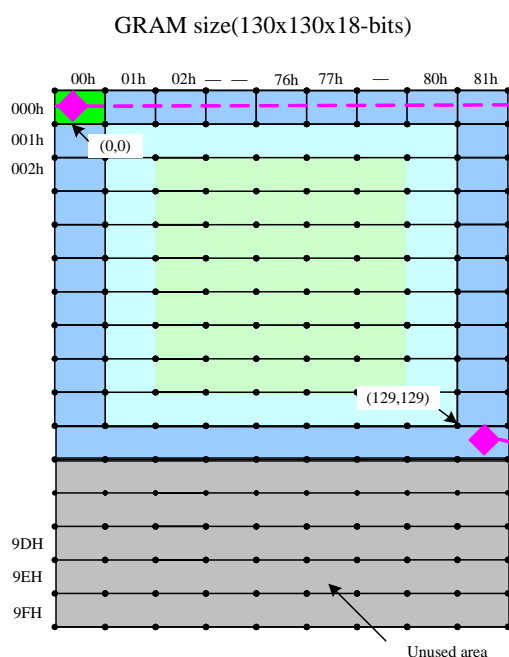 GRAM size(130x130x18-bits)
00h 01h 02h — — 76h 77h — 80h 81h
000h
001h
(0,0)
002h
(129,129)
9DH
9EH
9FH
Unused area